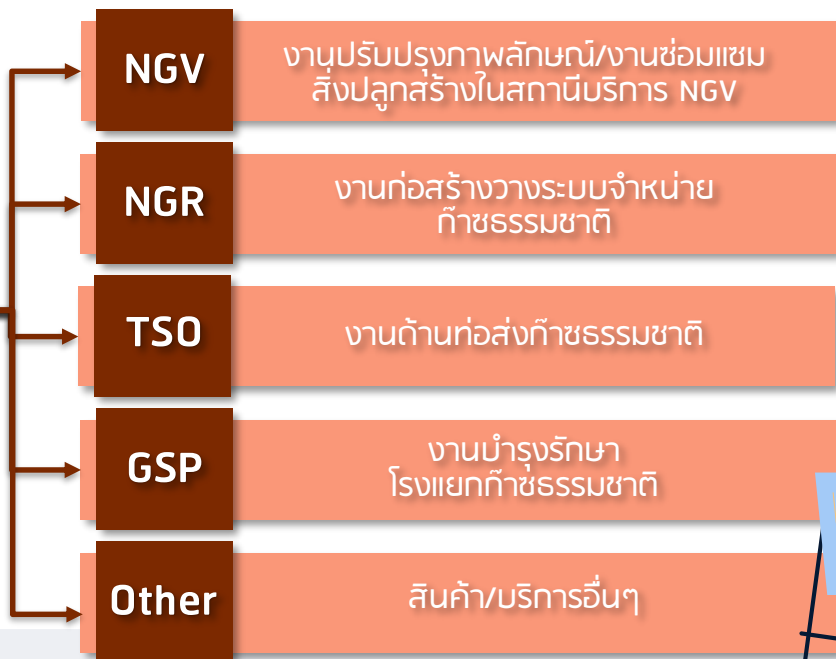 NGV
งานปรับปรุงภาพลักษณ์/งานซ่อมแซม
สิ่งปลูกสร้างในสถานีบริการ NGV
NGR
งานก่อสร้างวางระบบจำหน่าย
ก๊าซธรรมชาติ
TSO
งานด้านท่อส่งก๊าซธรรมชาติ
GSP
งานบำรุงรักษา
โรงแยกก๊าซธรรมชาติ
Other
สินค้า/บริการอื่นๆ